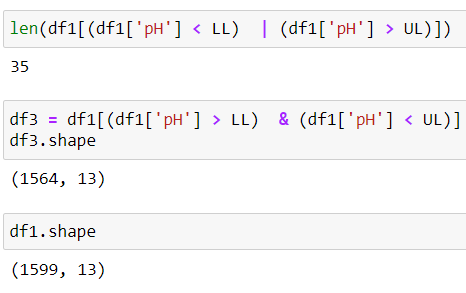 len(df1[(df1['pH'] < LL)  | (df1['pH'] > UL)])
35
df3 = df1[(df1['pH'] > LL)  & (df1['pH'] < UL)]
df3.shape
(1564, 13)
df1.shape
(1599, 13)